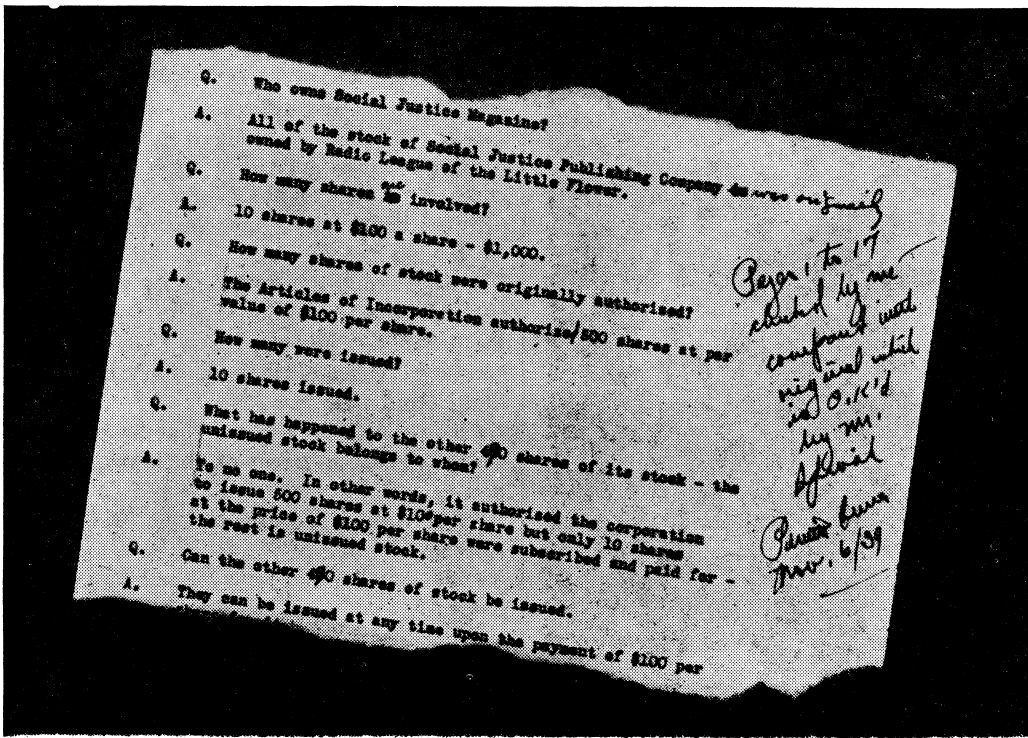 Q. Who owns Social Justice Magazine?
A. All of the stock of Social Justice Publishing Company is was originally
owned by Radio League of the Little Flower.
Q. How many shares are involved?
A. 10 shares at $100 a share - $1,000.
Q. How many shares of stock were originally authorized?
A. The Articles of Incorporation authorize/500 shares at par
value of $100 per share.
Q. How many were issued?
A. 10 shares issued.
Q. What has happened to the other 490 shares of its stock - the
unissued stock belongs to whom?
A. To no one. In other words, it authorized the corporation
to issue 500 shares at $100 per share but only 10 shares
at the price of $100 per share were subscribed and paid for -
the rest is unissued stock.
Q. Can the other 490 shares of stock be issued.
A. They can be issued at any time upon the payment of $100 per
Pages 1 to 17
checked by me
compared with
original which
is O.K'd
by m.
Nov. 6/39